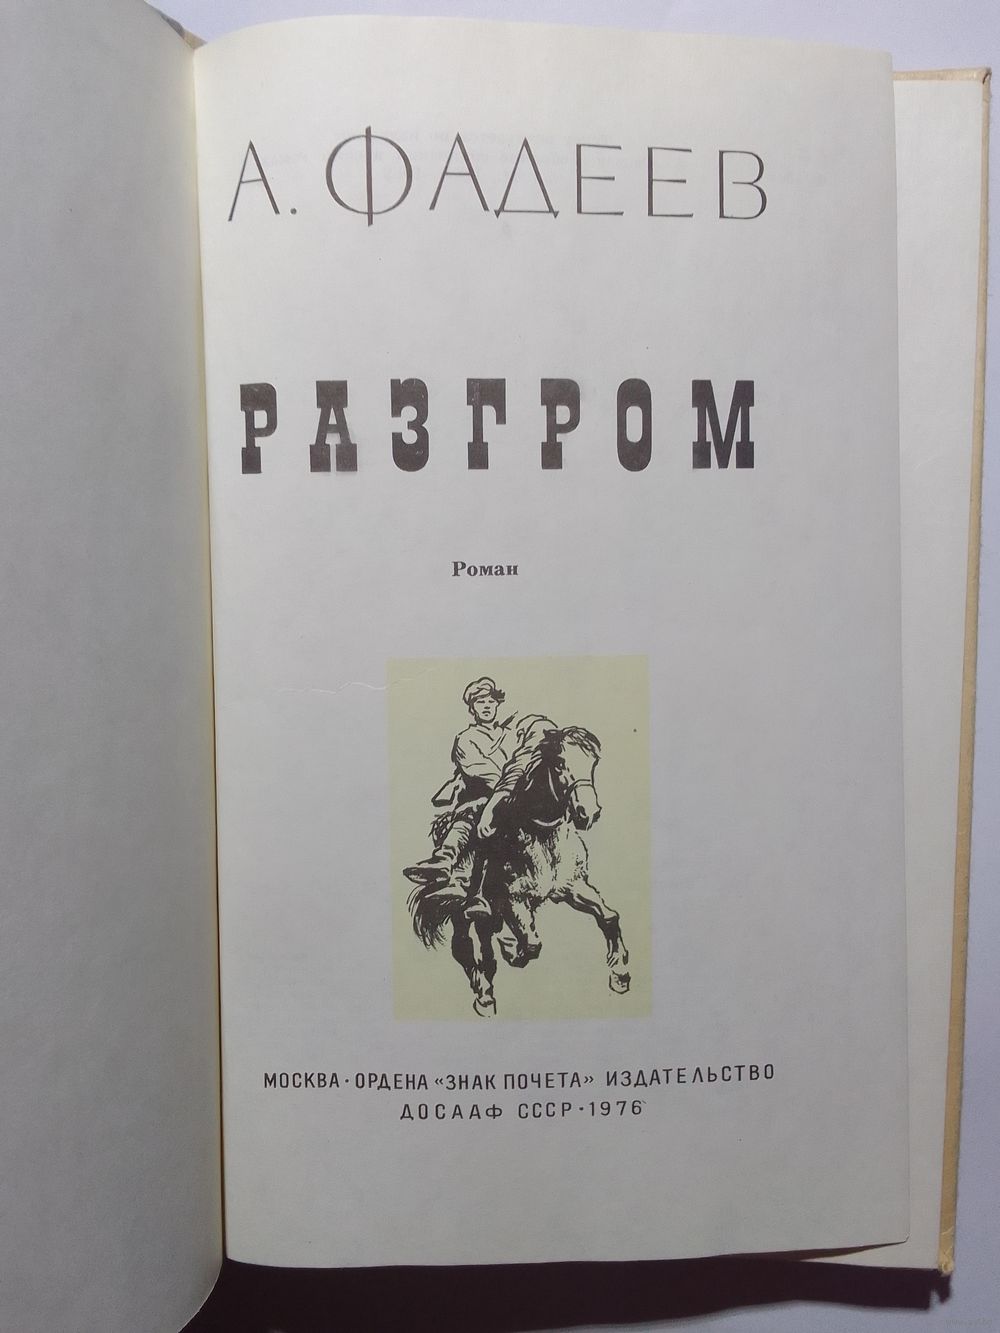 А. ФАДЕЕВ
РАЗГРОМ
Роман
МОСКВА · ОРДЕНА «ЗНАК ПОЧЕТА» ИЗДАТЕЛЬСТВО
ДОСААФ СССР · 1976